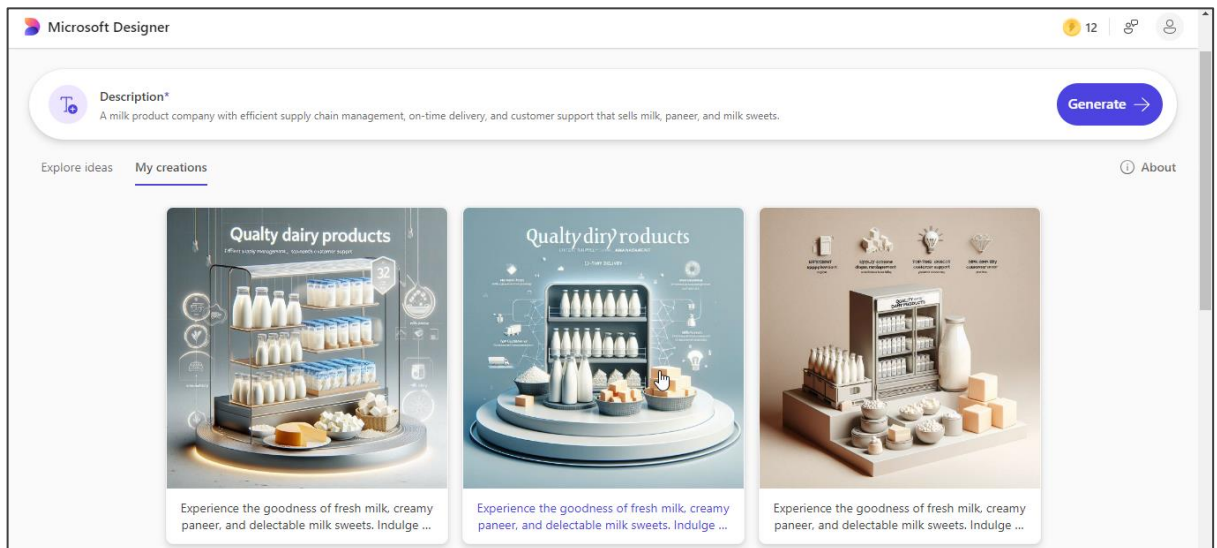 Microsoft Designer
12
Description*
A milk product company with efficient supply chain management, on-time delivery, and customer support that sells milk, paneer, and milk sweets.
Generate
Explore ideas
My creations
About
Qualty dairy products
32
Qualty diry roduucts
Experience the goodness of fresh milk, creamy
paneer, and delectable milk sweets. Indulge ...
Experience the goodness of fresh milk, creamy
paneer, and delectable milk sweets. Indulge ...
Experience the goodness of fresh milk, creamy
paneer, and delectable milk sweets. Indulge ...